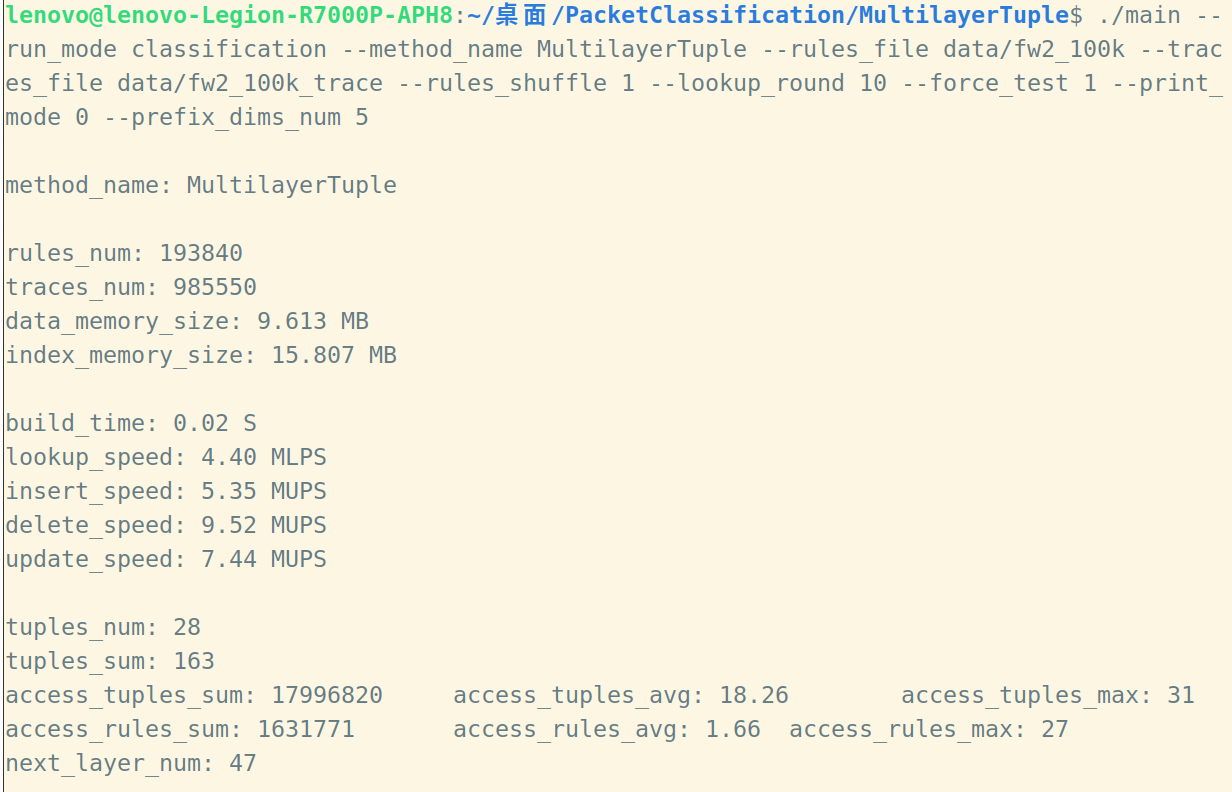 lenovo@lenovo-Legion-R7000P-APH8:~/桌面/PacketClassification/MultilayerTuple$ ./main --
run_mode classification --method_name MultilayerTuple --rules_file data/fw2_100k --trac
es_file data/fw2_100k_trace --rules_shuffle 1 --lookup_round 10 --force_test 1 --print_
mode 0 --prefix_dims_num 5
method_name: MultilayerTuple
rules_num: 193840
traces_num: 985550
data_memory_size: 9.613 MB
index_memory_size: 15.807 MB
build_time: 0.02 S
lookup_speed: 4.40 MLPS
insert_speed: 5.35 MUPS
delete_speed: 9.52 MUPS
update_speed: 7.44 MUPS
tuples_num: 28
tuples_sum: 163
access_tuples_sum: 17996820     access_tuples_avg: 18.26        access_tuples_max: 31
access_rules_sum: 1631771       access_rules_avg: 1.66  access_rules_max: 27
next_layer_num: 47